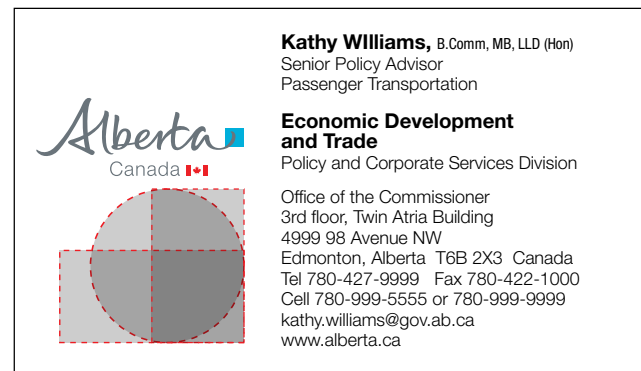 Alberta
Canada
Kathy WIlliams, B.Comm, MB, LLD (Hon)
Senior Policy Advisor
Passenger Transportation
Economic Development
and Trade
Policy and Corporate Services Division
Office of the Commissioner
3rd floor, Twin Atria Building
4999 98 Avenue NW
Edmonton, Alberta  T6B 2X3  Canada
Tel 780-427-9999   Fax 780-422-1000
Cell 780-999-5555 or 780-999-9999
kathy.williams@gov.ab.ca
www.alberta.ca